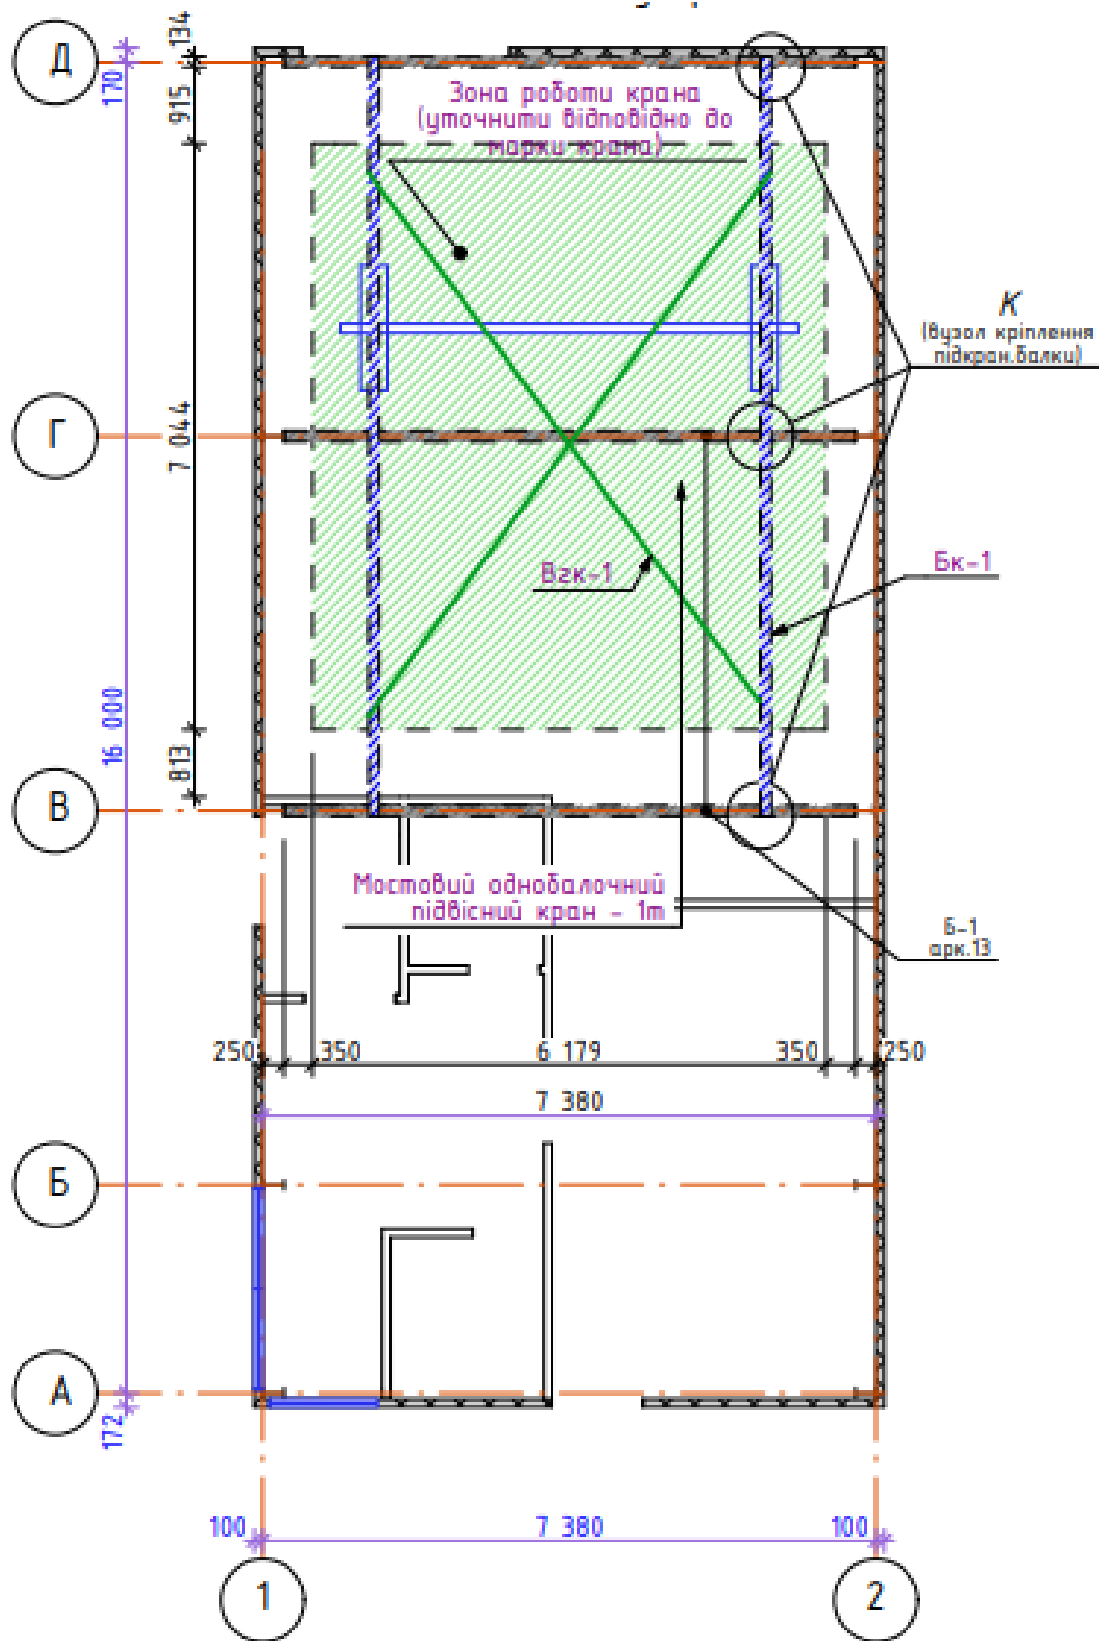 134
Д
170
915
Зона роботи крана
(уточнити відповідно до
марки крана)
К
(вузол кріплення
підкран.балки)
Г
7 044
Вгк-1
Бк-1
16 000
813
В
Мостовий однобалочний
підвісний кран - 1т
Б-1
арк.13
250 350 6 179 350 250
7 380
Б
А
172
100 7 380 100
1 2